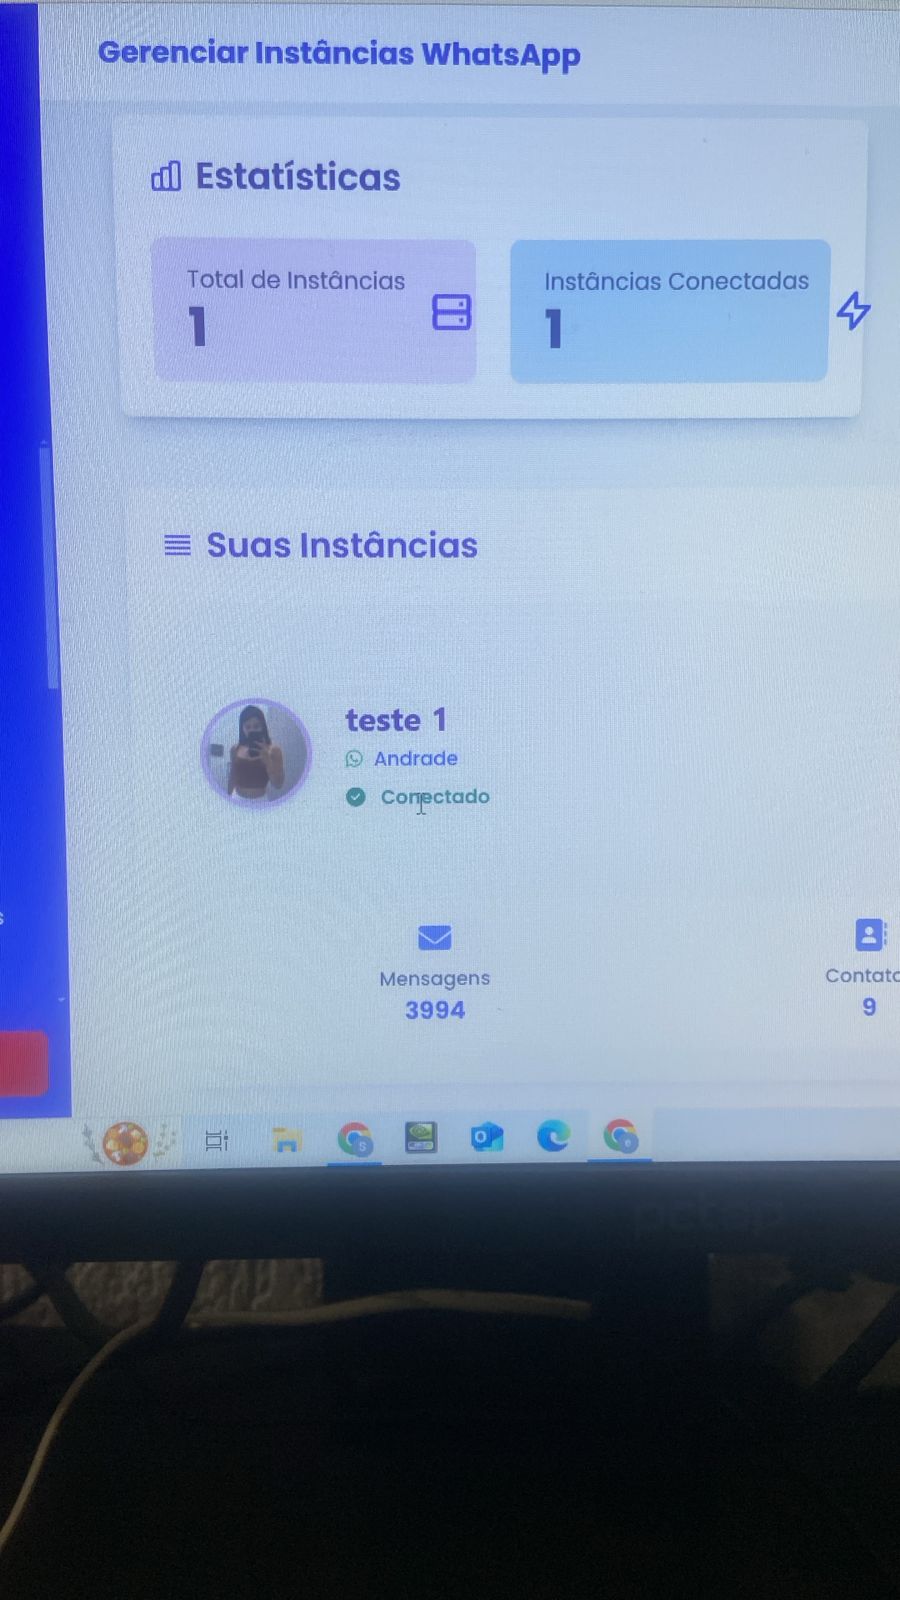 Gerenciar Instâncias WhatsApp
Estatísticas
Total de Instâncias
1
Instâncias Conectadas
1
Suas Instâncias
teste 1
Andrade
Conectado
Mensagens
3994
Contato
9